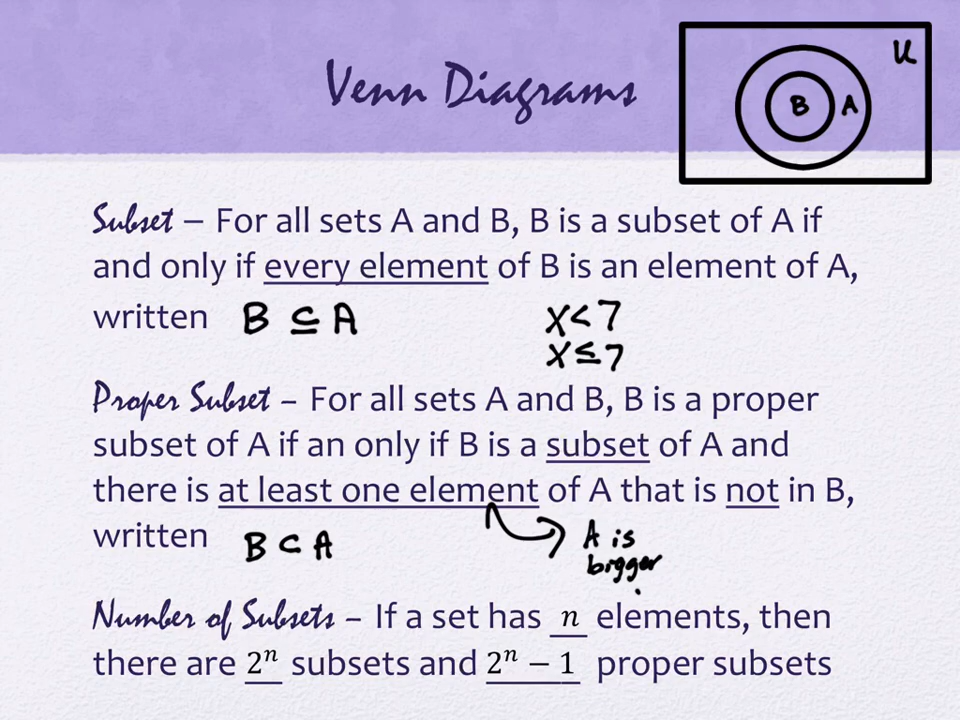 Venn Diagrams
U
B A
Subset – For all sets A and B, B is a subset of A if
and only if every element of B is an element of A,
written B ⊆ A
x<7
x≤7
Proper Subset – For all sets A and B, B is a proper
subset of A if an only if B is a subset of A and
there is at least one element of A that is not in B,
written B ⊂ A
A is
bigger
Number of Subsets – If a set has n elements, then
there are 2ⁿ subsets and 2ⁿ − 1 proper subsets